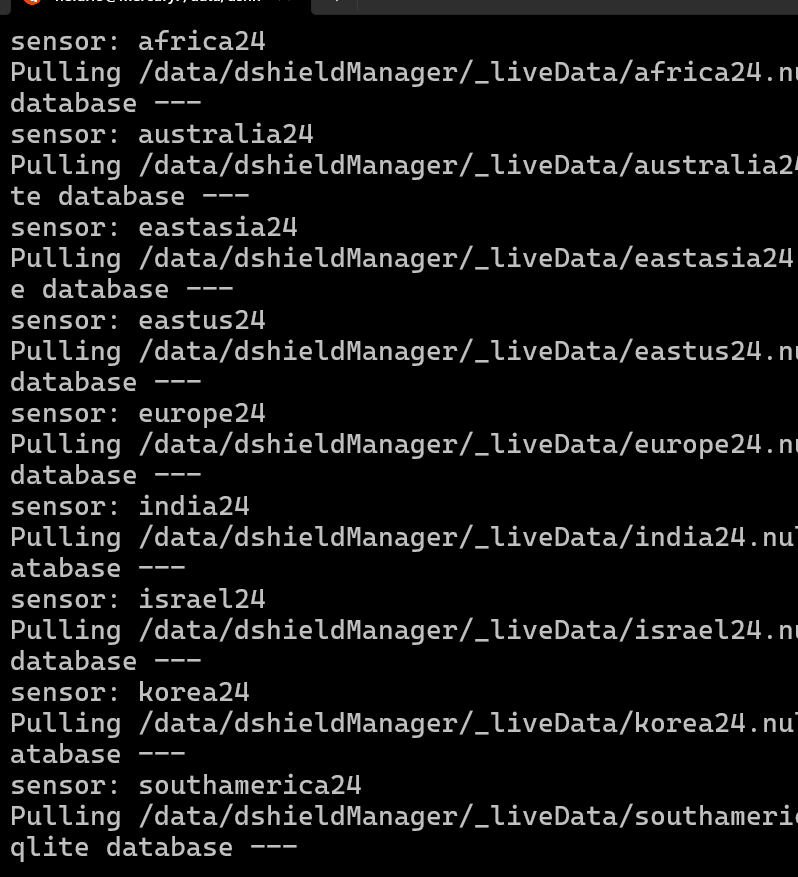 sensor: africa24
Pulling /data/dshieldManager/_liveData/africa24.nu
database ---
sensor: australia24
Pulling /data/dshieldManager/_liveData/australia24
te database ---
sensor: eastasia24
Pulling /data/dshieldManager/_liveData/eastasia24
e database ---
sensor: eastus24
Pulling /data/dshieldManager/_liveData/eastus24.nu
database ---
sensor: europe24
Pulling /data/dshieldManager/_liveData/europe24.nu
database ---
sensor: india24
Pulling /data/dshieldManager/_liveData/india24.nul
atabase ---
sensor: israel24
Pulling /data/dshieldManager/_liveData/israel24.nu
database ---
sensor: korea24
Pulling /data/dshieldManager/_liveData/korea24.nul
atabase ---
sensor: southamerica24
Pulling /data/dshieldManager/_liveData/southameric
qlite database ---